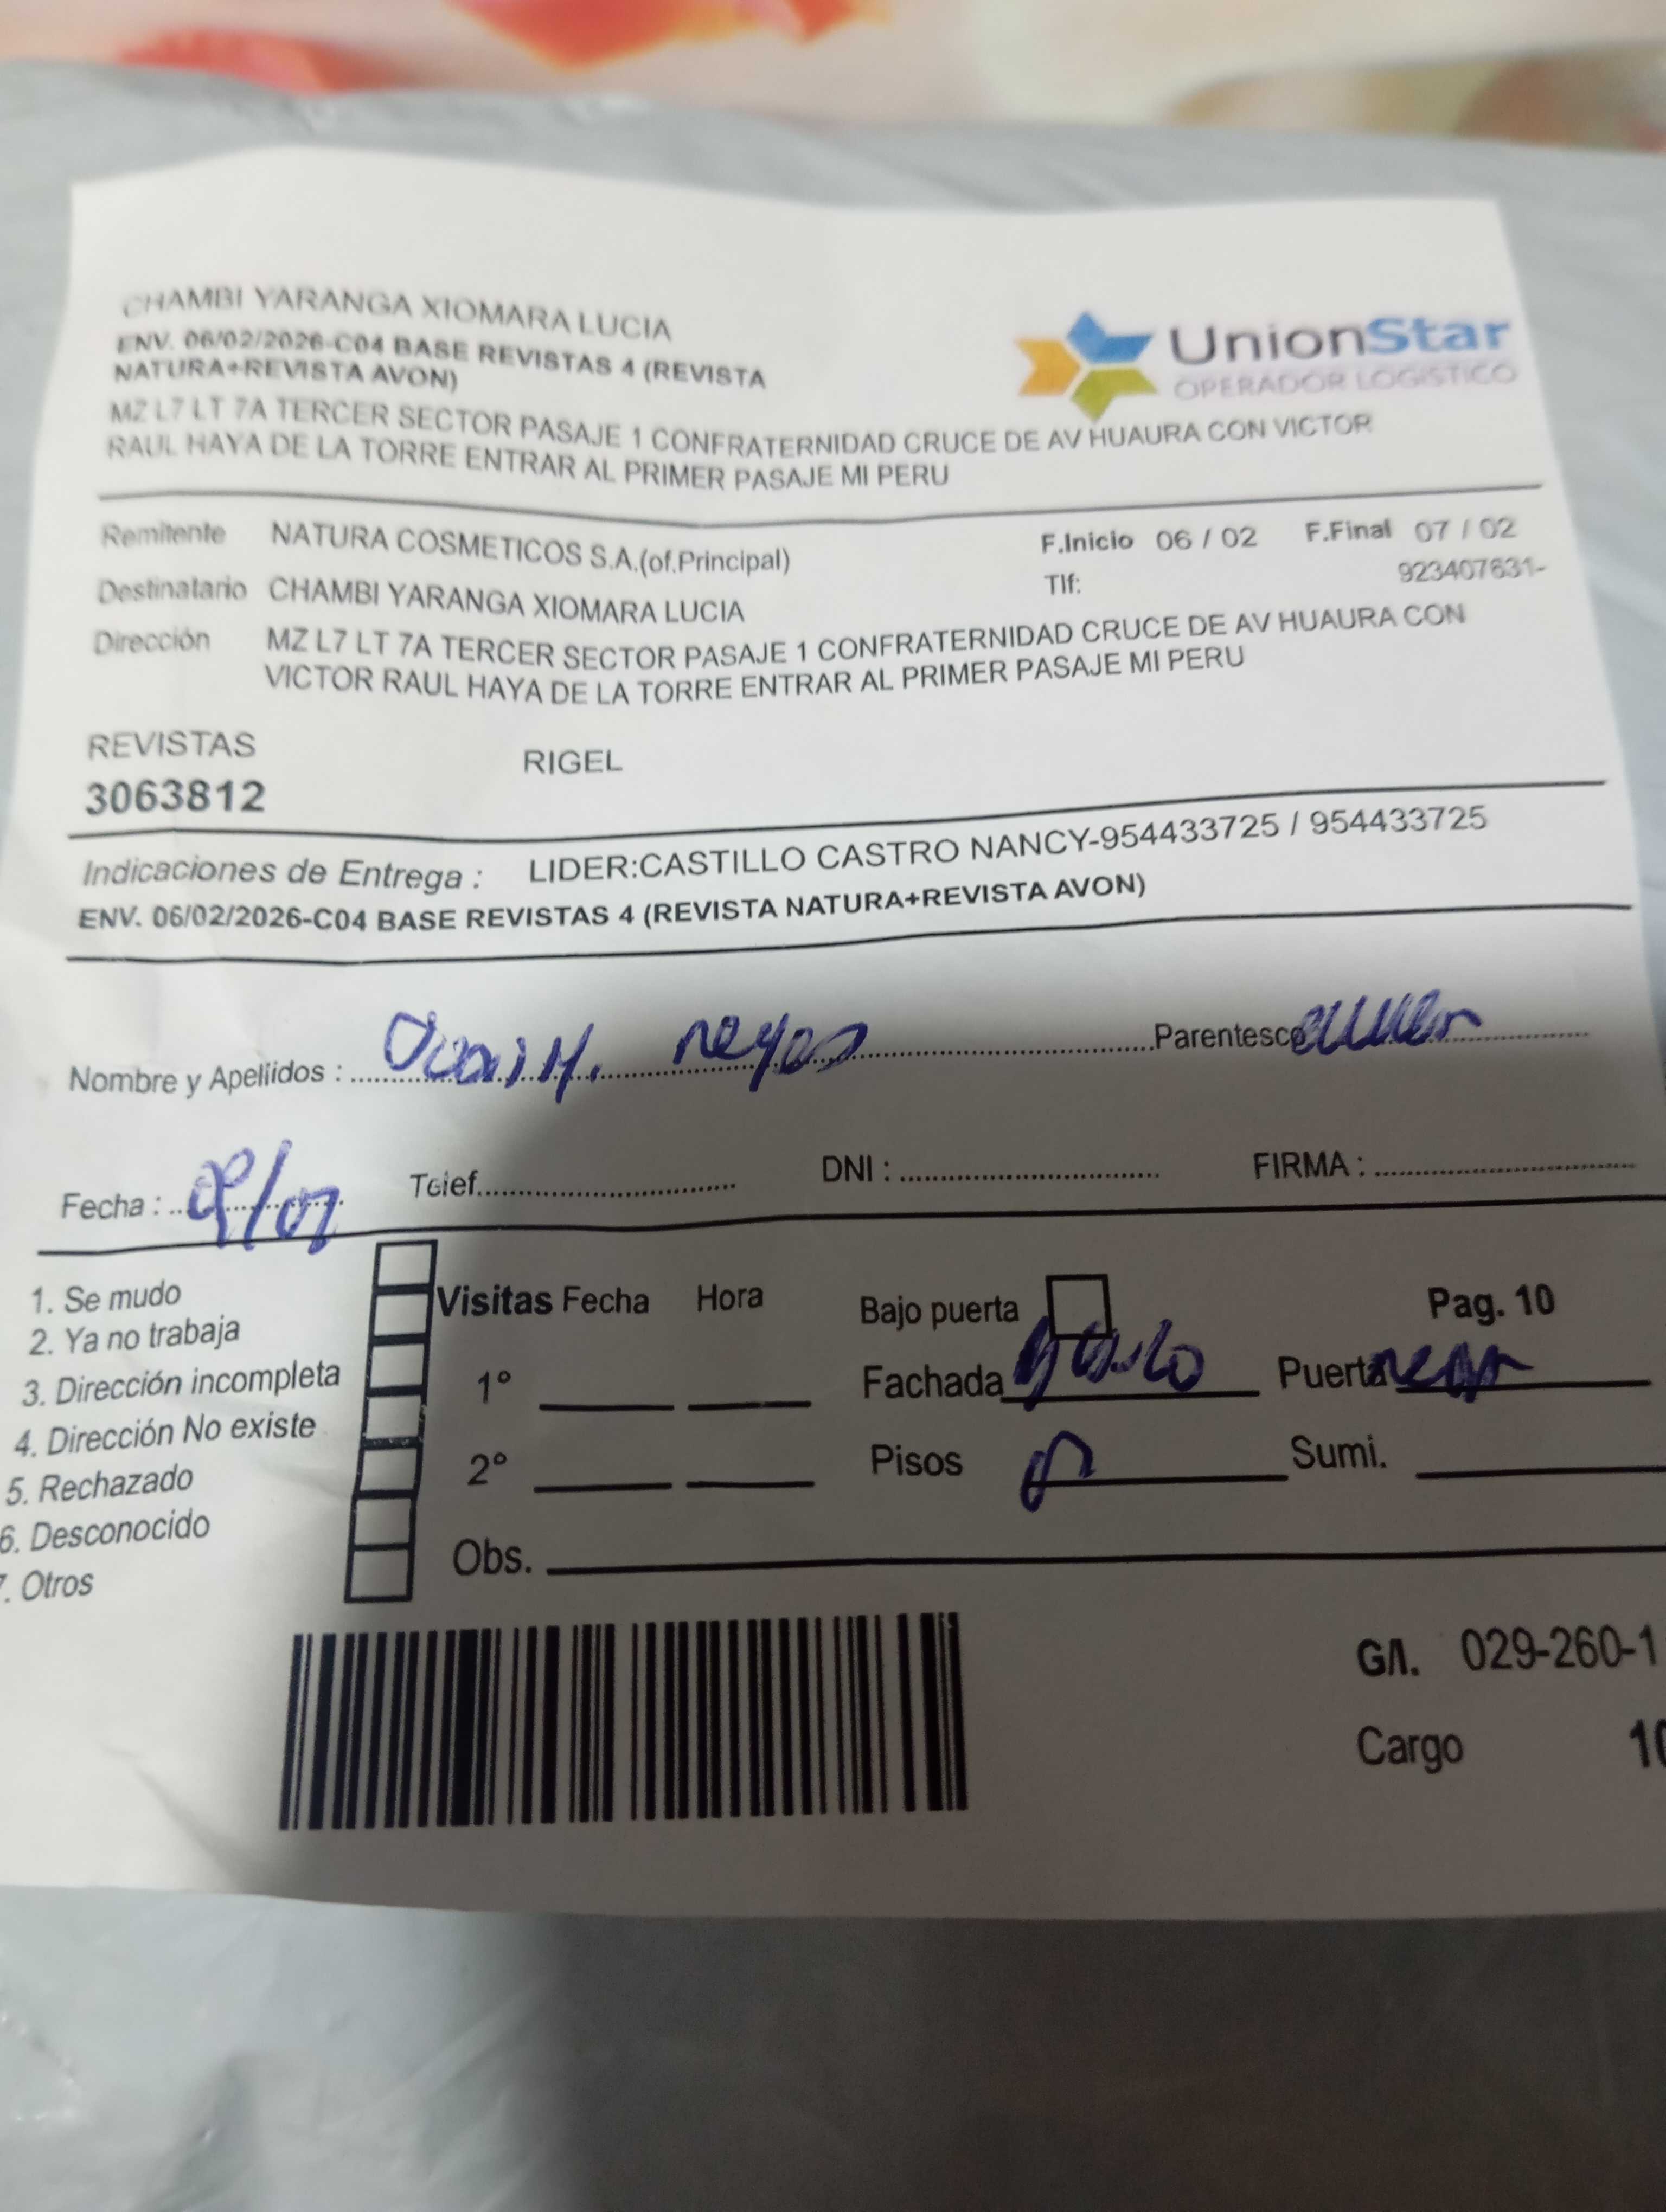 CHAMBI YARANGA XIOMARA LUCIA
ENV. 06/02/2026-C04 BASE REVISTAS 4 (REVISTA
NATURA+REVISTA AVON)
MZ L7 LT 7A TERCER SECTOR PASAJE 1 CONFRATERNIDAD CRUCE DE AV HUAURA CON VICTOR
RAUL HAYA DE LA TORRE ENTRAR AL PRIMER PASAJE MI PERU
UnionStar
OPERADOR LOGÍSTICO
Remitente NATURA COSMETICOS S.A.(of.Principal) F.Inicio 06 / 02 F.Final 07 / 02
Destinatario CHAMBI YARANGA XIOMARA LUCIA Tlf: 923407631-
Dirección MZ L7 LT 7A TERCER SECTOR PASAJE 1 CONFRATERNIDAD CRUCE DE AV HUAURA CON
VICTOR RAUL HAYA DE LA TORRE ENTRAR AL PRIMER PASAJE MI PERU
REVISTAS RIGEL
3063812
Indicaciones de Entrega : LIDER:CASTILLO CASTRO NANCY-954433725 / 954433725
ENV. 06/02/2026-C04 BASE REVISTAS 4 (REVISTA NATURA+REVISTA AVON)
Nombre y Apellidos : reyes Parentesco
Fecha : Telef. DNI : FIRMA :
1. Se mudo
2. Ya no trabaja
3. Dirección incompleta
4. Dirección No existe
5. Rechazado
6. Desconocido
7. Otros
Visitas Fecha Hora
1°
2°
Obs.
Bajo puerta Pag. 10
Fachada Puerta
Pisos Sumi.
G/I. 029-260-1
Cargo 10